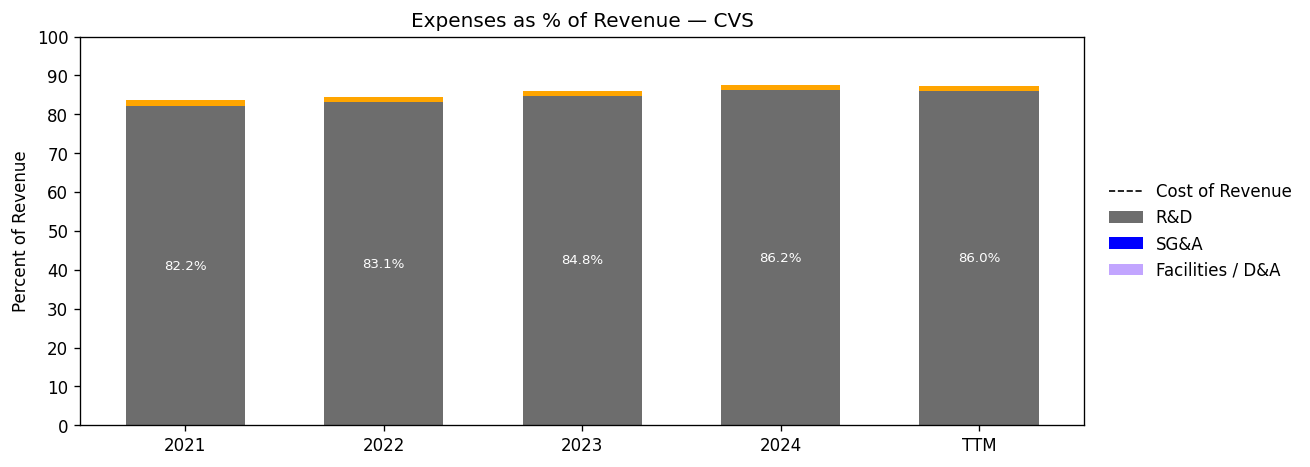 Expenses as % of Revenue — CVS
Percent of Revenue
100
90
80
70
60
50
40
30
20
10
0
82.2%
83.1%
84.8%
86.2%
86.0%
2021
2022
2023
2024
TTM
Cost of Revenue
R&D
SG&A
Facilities / D&A